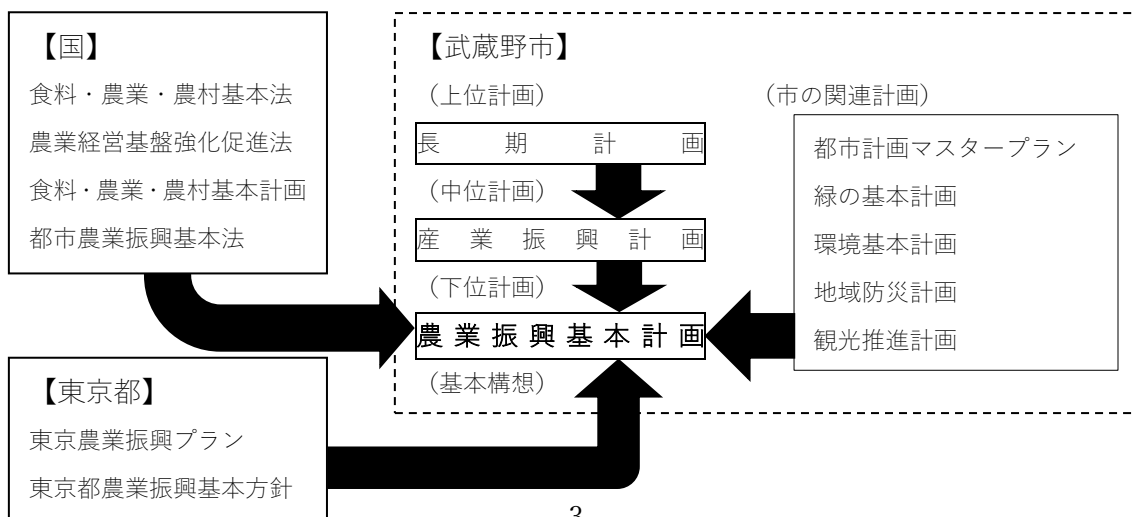 【国】
食料・農業・農村基本法
農業経営基盤強化促進法
食料・農業・農村基本計画
都市農業振興基本法
【東京都】
東京農業振興プラン
東京都農業振興基本方針
【武蔵野市】
(上位計画)
長期計画
(中位計画)
産業振興計画
(下位計画)
農業振興基本計画
(基本構想)
(市の関連計画)
都市計画マスタープラン
緑の基本計画
環境基本計画
地域防災計画
観光推進計画
3